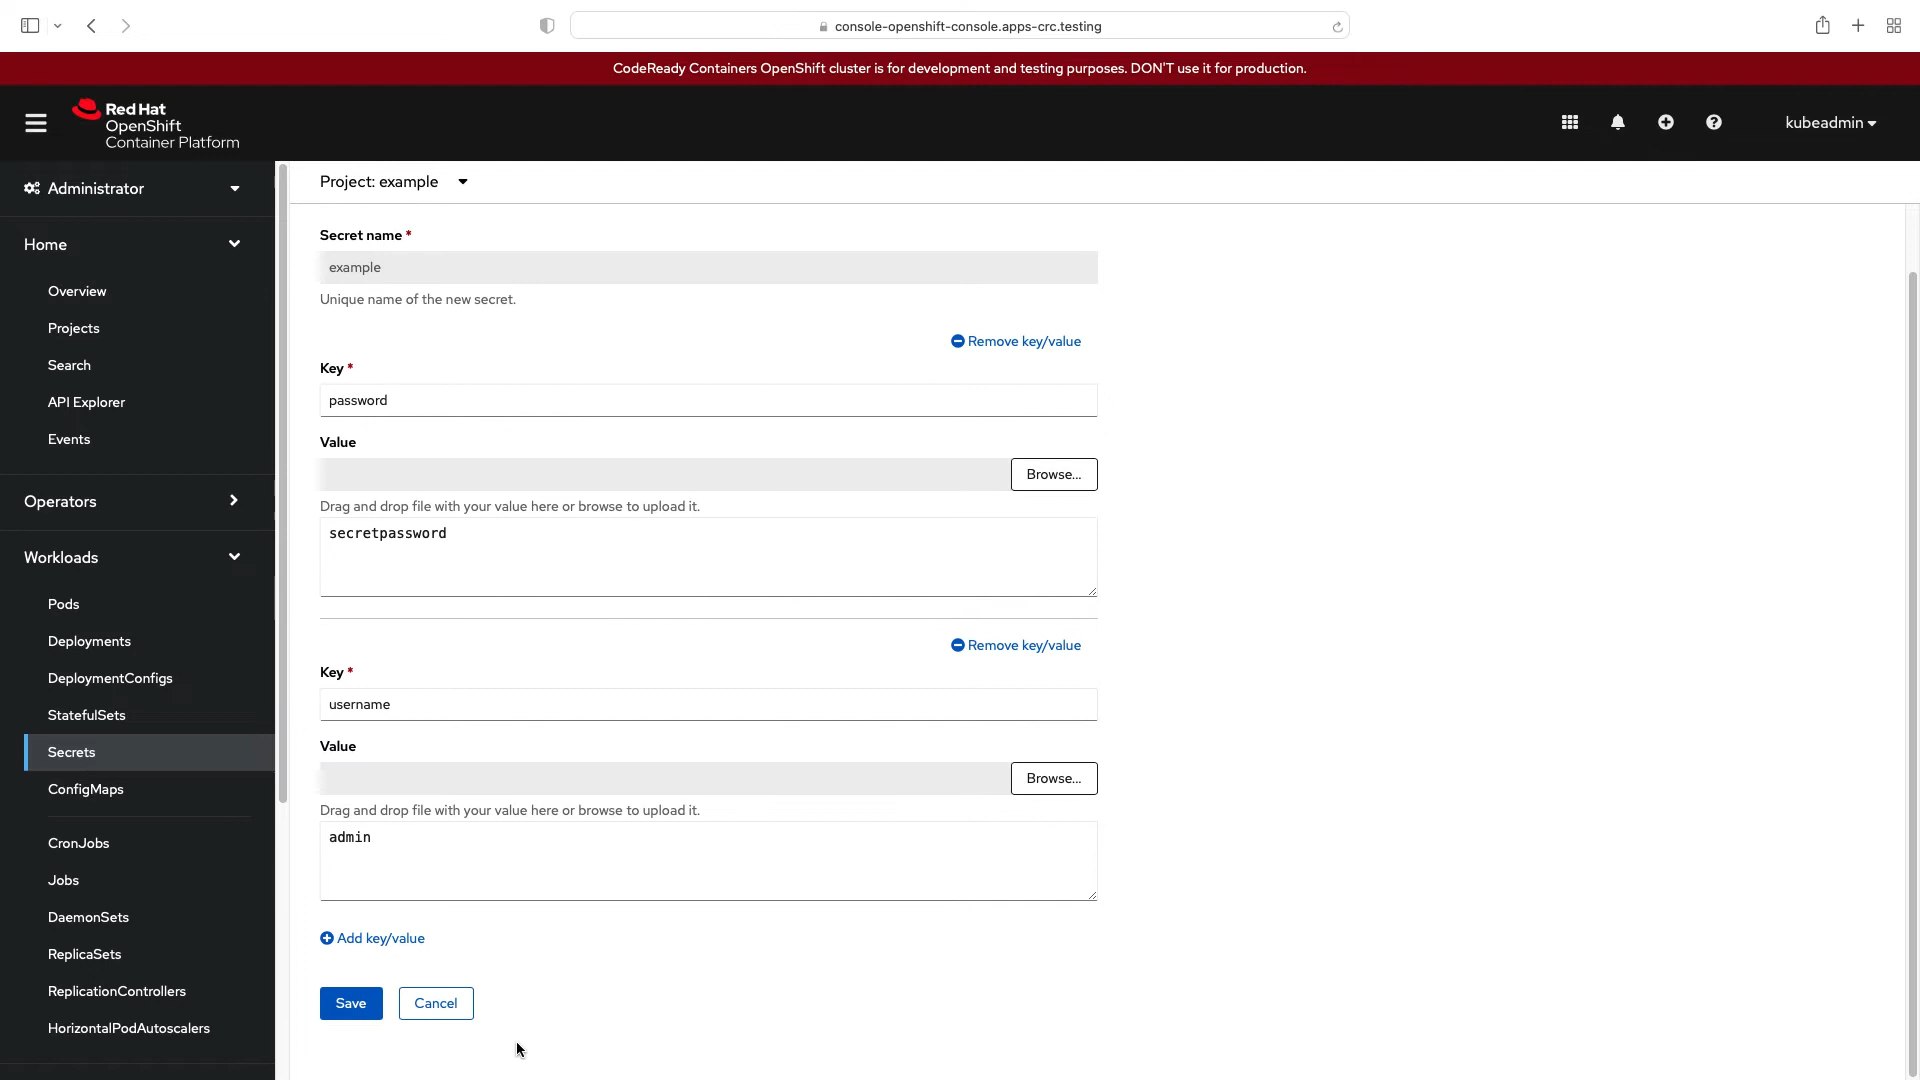 console-openshift-console.apps-crc.testing
CodeReady Containers OpenShift cluster is for development and testing purposes. DON'T use it for production.
Red Hat
OpenShift
Container Platform
kubeadmin
Administrator
Home
Overview
Projects
Search
API Explorer
Events
Operators
Workloads
Pods
Deployments
DeploymentConfigs
StatefulSets
Secrets
ConfigMaps
CronJobs
Jobs
DaemonSets
ReplicaSets
ReplicationControllers
HorizontalPodAutoscalers
Project: example
Secret name *
example
Unique name of the new secret.
Remove key/value
Key *
password
Value
Browse...
Drag and drop file with your value here or browse to upload it.
secretpassword
Remove key/value
Key *
username
Value
Browse...
Drag and drop file with your value here or browse to upload it.
admin
Add key/value
Save
Cancel